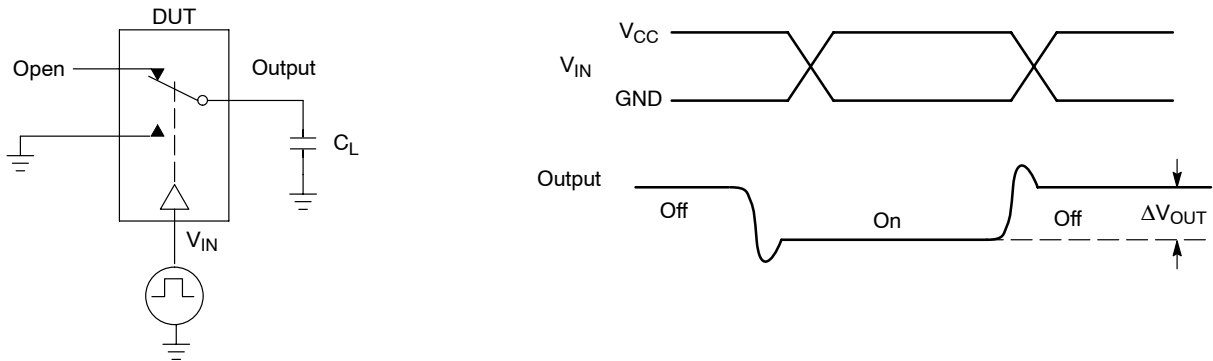 DUT
Open
Output
C_L
V_IN
V_CC
V_IN
GND
Output
Off
On
Off
ΔV_OUT